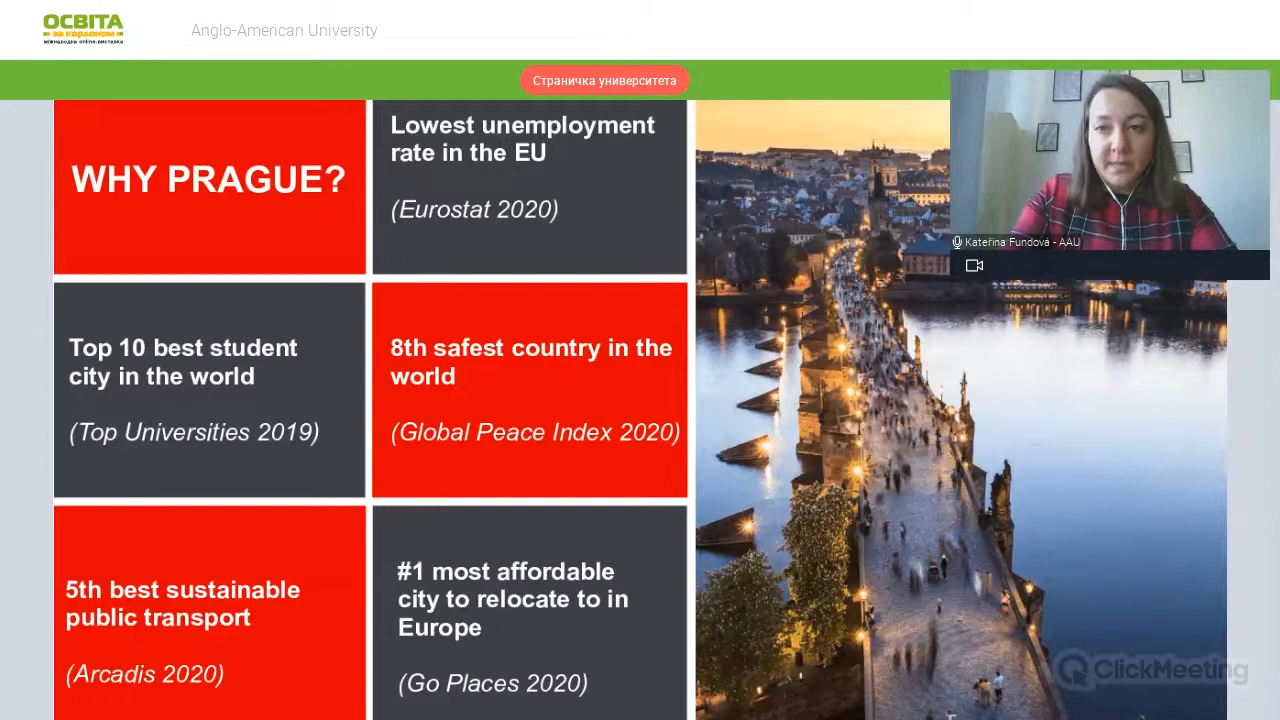 ОСВІТА
за кордоном
міжнародна online-виставка
Anglo-American University
Страничка университета
WHY PRAGUE?
Lowest unemployment
rate in the EU
(Eurostat 2020)
Top 10 best student
city in the world
(Top Universities 2019)
8th safest country in the
world
(Global Peace Index 2020)
5th best sustainable
public transport
(Arcadis 2020)
#1 most affordable
city to relocate to in
Europe
(Go Places 2020)
Kateřina Fundová - AAU
ClickMeeting